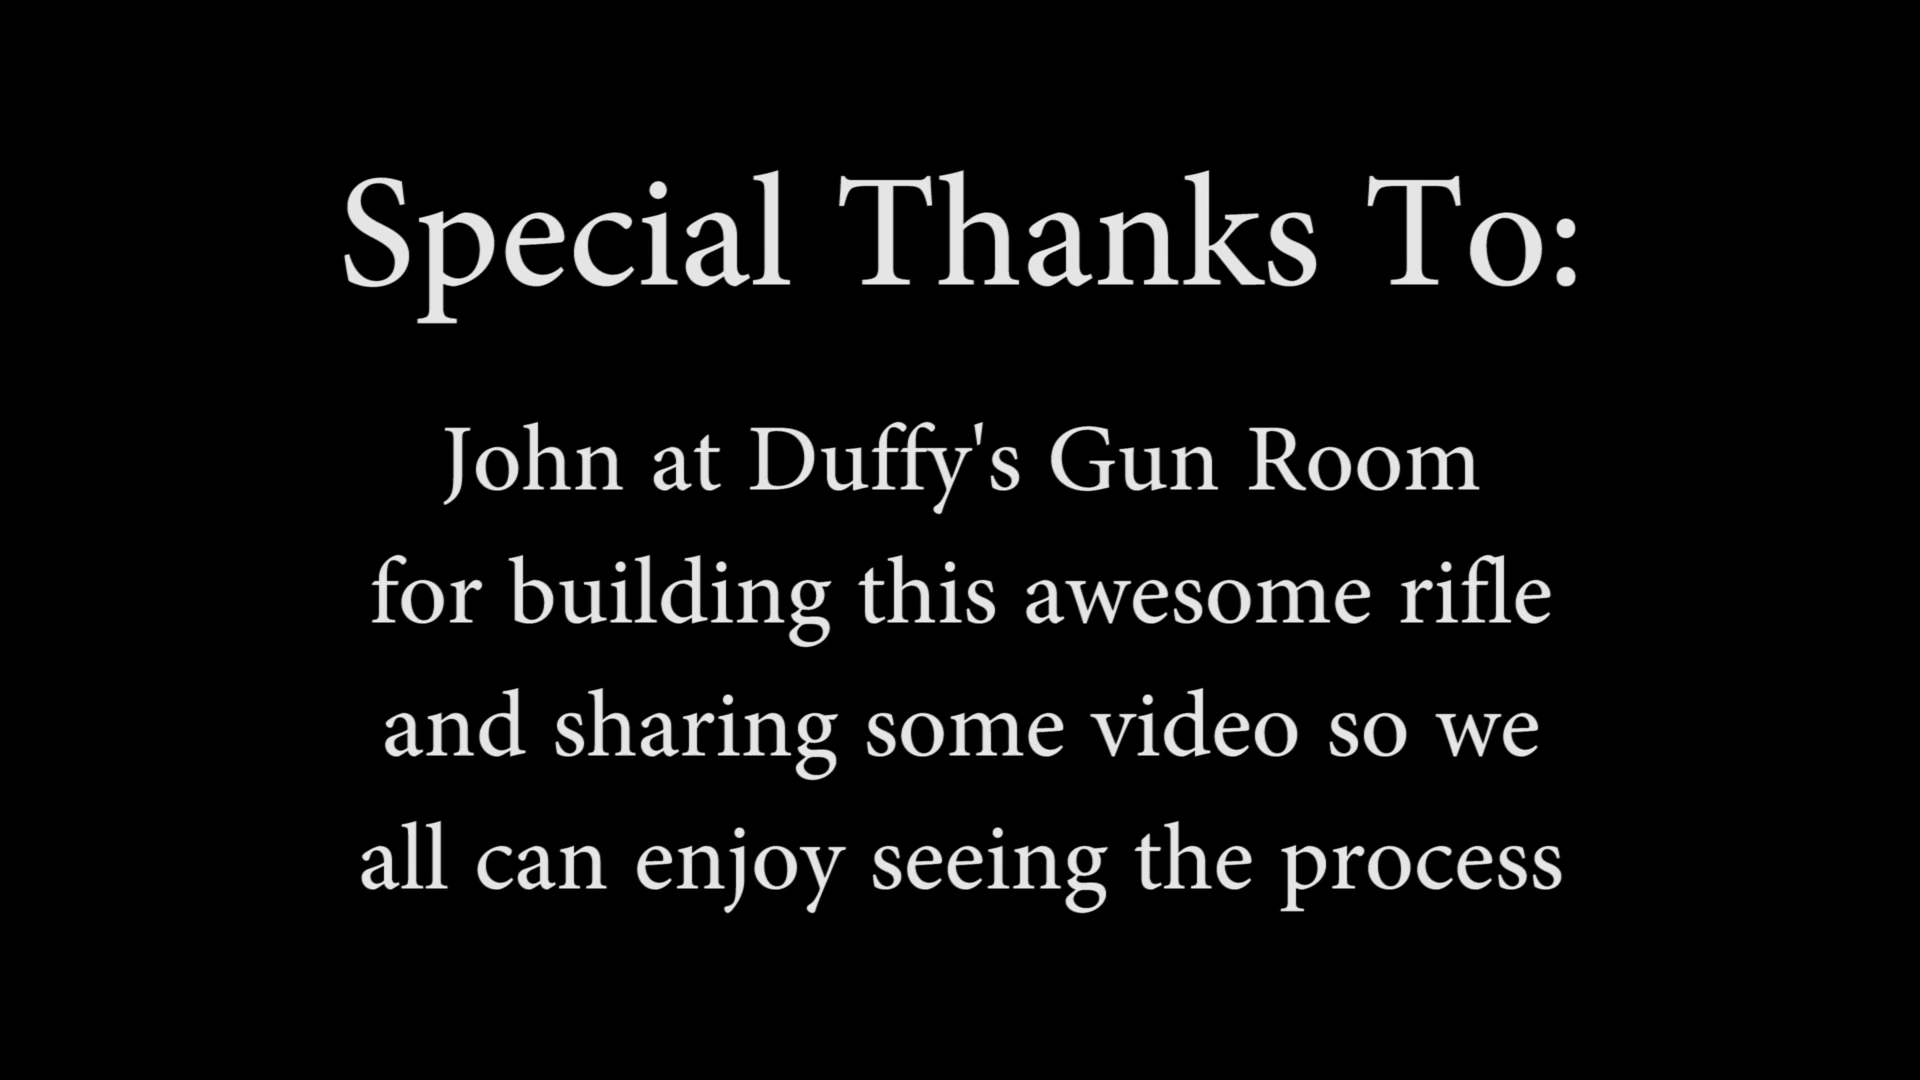 Special Thanks To:
John at Duffy's Gun Room
for building this awesome rifle
and sharing some video so we
all can enjoy seeing the process